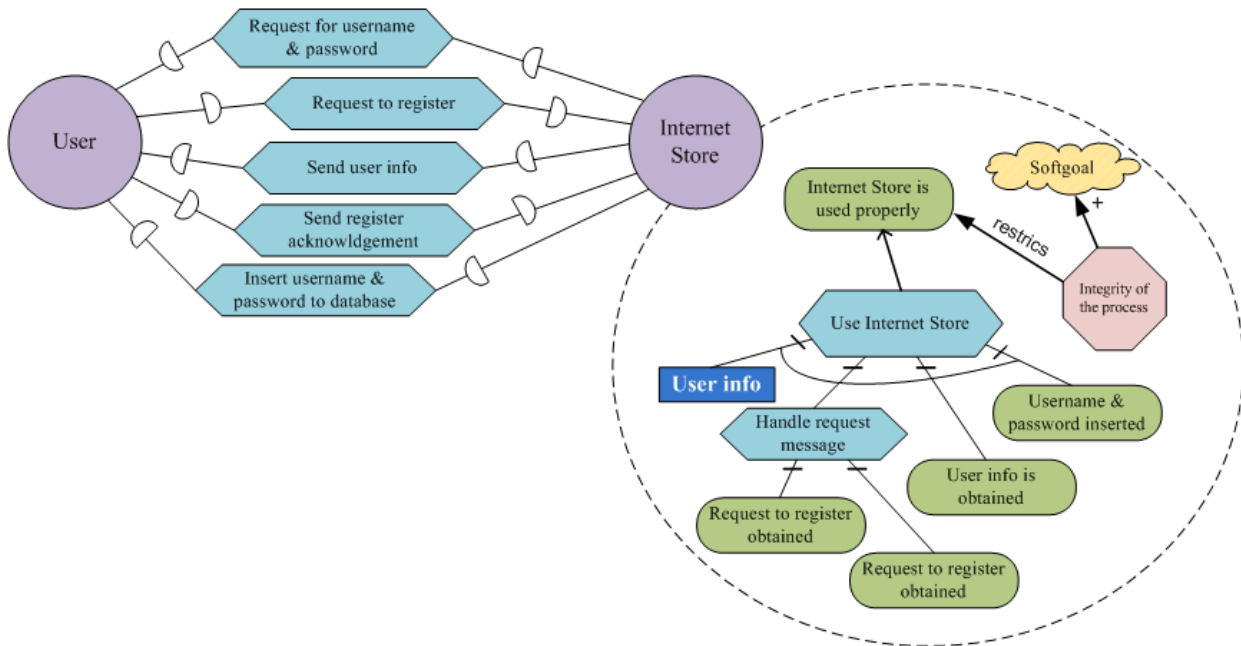 Request for username
& password
Request to register
User
Internet
Store
Send user info
Send register
acknowldgement
Insert username &
password to database
Softgoal
+
Internet Store is
used properly
restrics
Integrity of
the process
Use Internet Store
User info
Username &
password inserted
Handle request
message
User info is
obtained
Request to register
obtained
Request to register
obtained